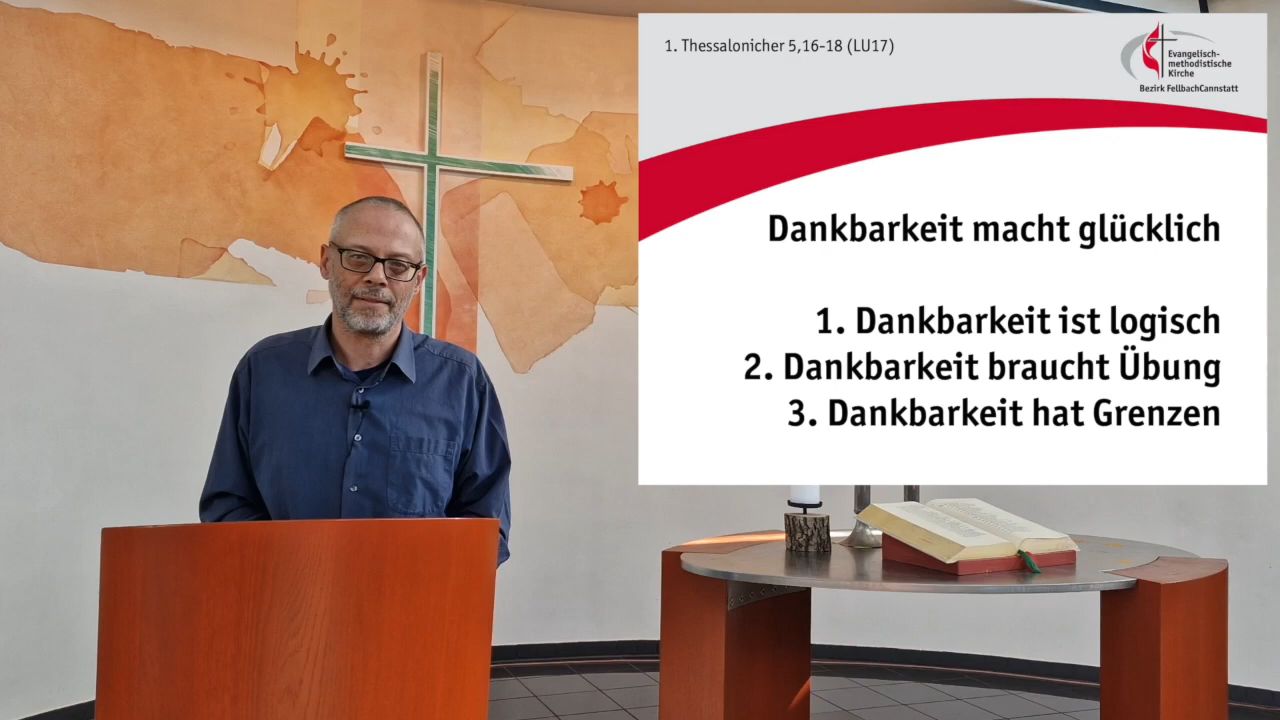 1. Thessalonicher 5,16-18 (LU17)
Evangelisch-
methodistische
Kirche
Bezirk FellbachCannstatt
Dankbarkeit macht glücklich
1. Dankbarkeit ist logisch
2. Dankbarkeit braucht Übung
3. Dankbarkeit hat Grenzen